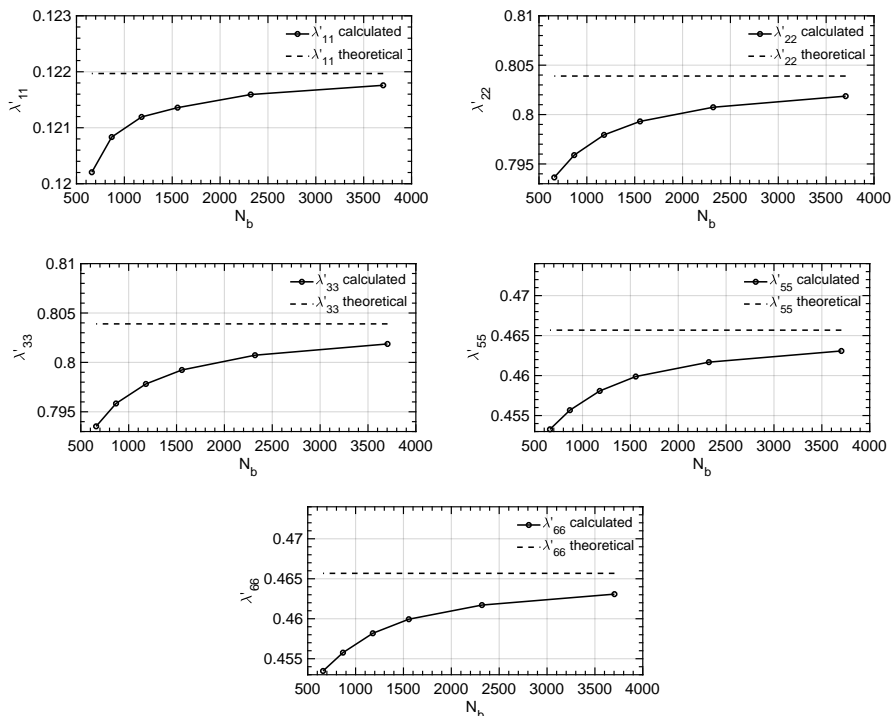 0.123
0.122
0.121
0.12
λ'11
λ'11 calculated
λ'11 theoretical
500 1000 1500 2000 2500 3000 3500 4000
Nb
0.81
0.805
0.8
0.795
λ'22
λ'22 calculated
λ'22 theoretical
500 1000 1500 2000 2500 3000 3500 4000
Nb
0.81
0.805
0.8
0.795
λ'33
λ'33 calculated
λ'33 theoretical
500 1000 1500 2000 2500 3000 3500 4000
Nb
0.47
0.465
0.46
0.455
λ'55
λ'55 calculated
λ'55 theoretical
500 1000 1500 2000 2500 3000 3500 4000
Nb
0.47
0.465
0.46
0.455
λ'66
λ'66 calculated
λ'66 theoretical
500 1000 1500 2000 2500 3000 3500 4000
Nb